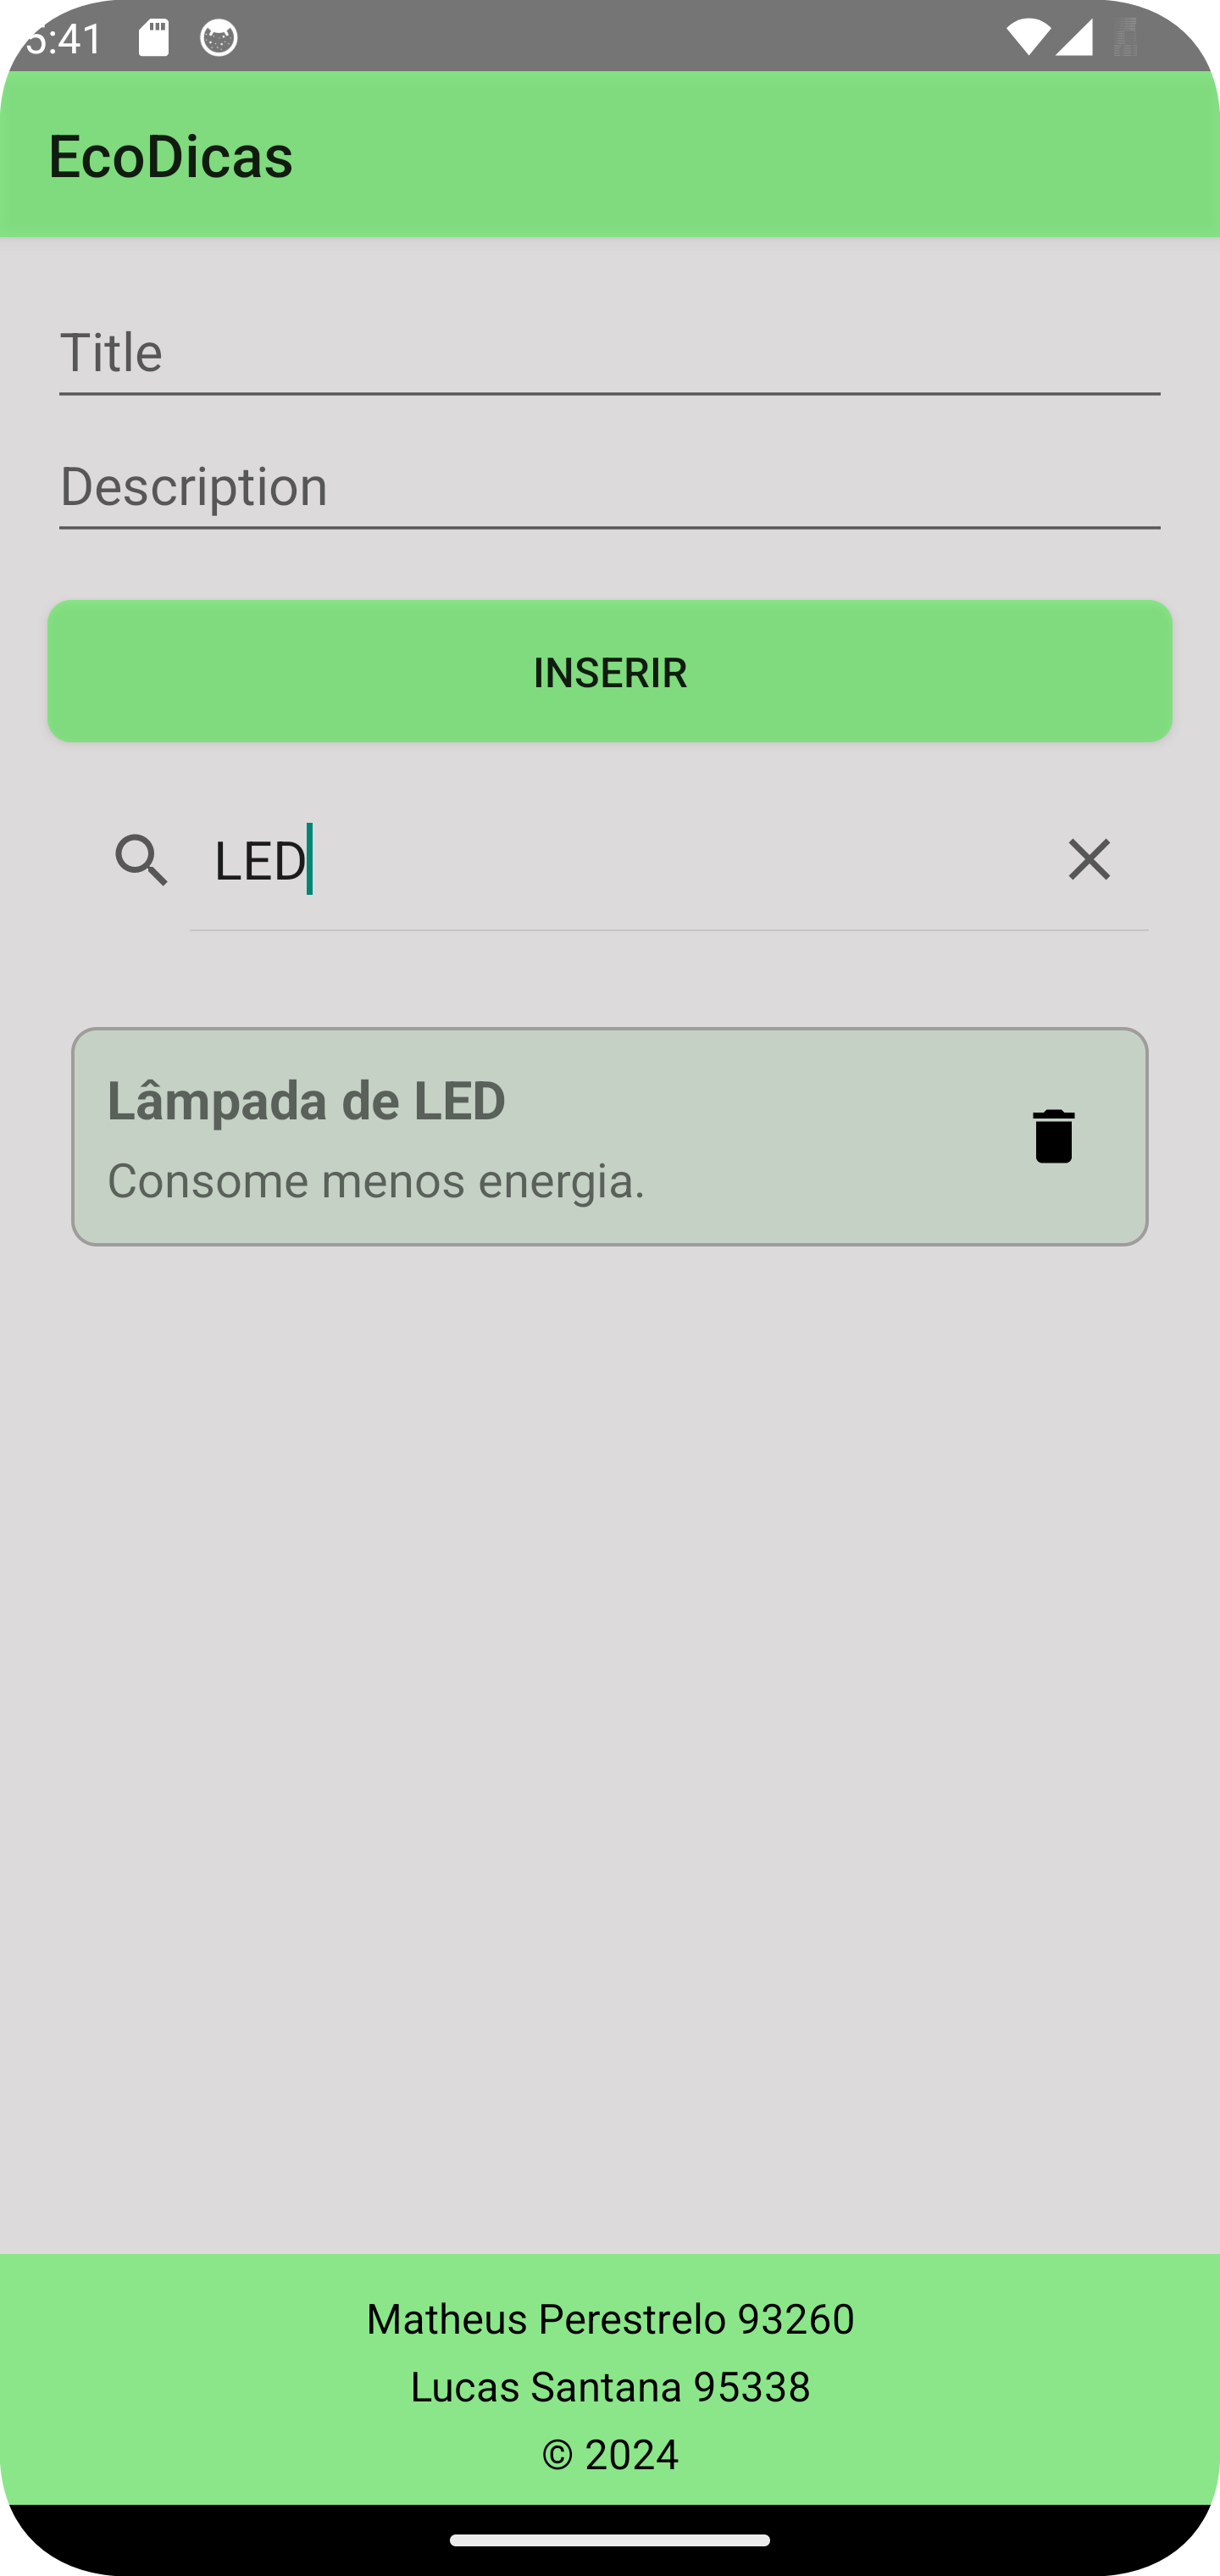 5:41
EcoDicas
Title
Description
INSERIR
LED
Lâmpada de LED
Consome menos energia.
Matheus Perestrelo 93260
Lucas Santana 95338
© 2024